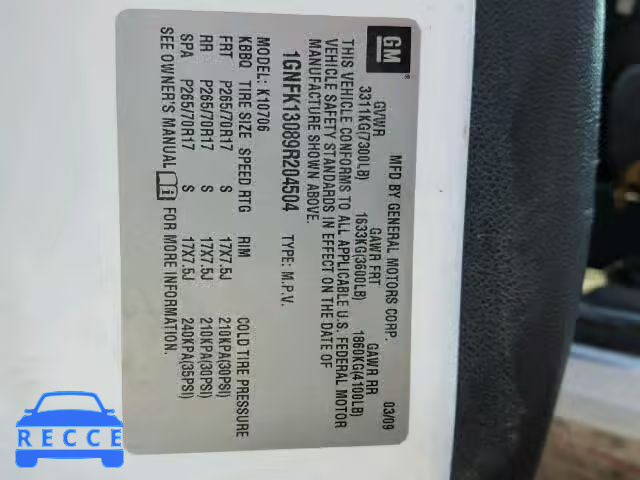 GM
MFD BY GENERAL MOTORS CORP. 03/09
GVWR GAWR FRT GAWR RR
3311KG(7300LB) 1633KG(3600LB) 1860KG(4100LB)
THIS VEHICLE CONFORMS TO ALL APPLICABLE U.S. FEDERAL MOTOR
VEHICLE SAFETY STANDARDS IN EFFECT ON THE DATE OF
MANUFACTURE SHOWN ABOVE.
1GNFK13089R204504 TYPE: M.P.V.
MODEL: K10706
KBBQ TIRE SIZE SPEED RTG RIM COLD TIRE PRESSURE
FRT P265/70R17 S 17X7.5J 210KPA(30PSI)
RR P265/70R17 S 17X7.5J 210KPA(30PSI)
SPA P265/70R17 S 17X7.5J 240KPA(35PSI)
SEE OWNER'S MANUAL FOR MORE INFORMATION.
RECCE